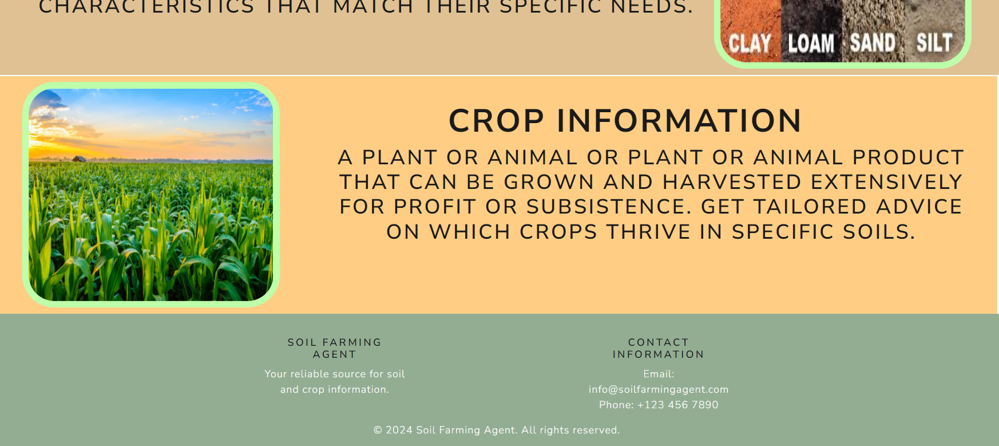 CHARACTERISTICS THAT MATCH THEIR SPECIFIC NEEDS.
CLAY LOAM SAND SILT
CROP INFORMATION
A PLANT OR ANIMAL OR PLANT OR ANIMAL PRODUCT
THAT CAN BE GROWN AND HARVESTED EXTENSIVELY
FOR PROFIT OR SUBSISTENCE. GET TAILORED ADVICE
ON WHICH CROPS THRIVE IN SPECIFIC SOILS.
SOIL FARMING
AGENT
Your reliable source for soil
and crop information.
CONTACT
INFORMATION
Email:
info@soilfarmingagent.com
Phone: +123 456 7890
© 2024 Soil Farming Agent. All rights reserved.